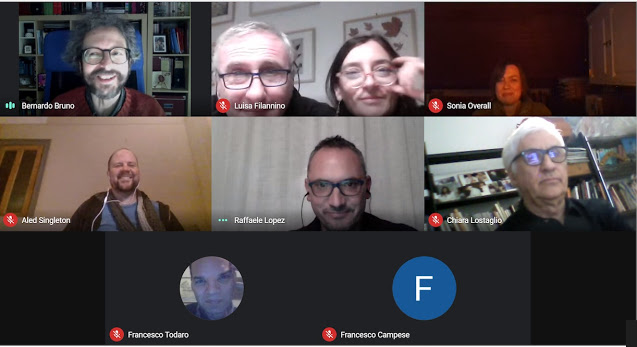 Bernardo Bruno
Luisa Filannino
Sonia Overall
Aled Singleton
Raffaele Lopez
Chiara Lostaglio
F
Francesco Todaro
Francesco Campese